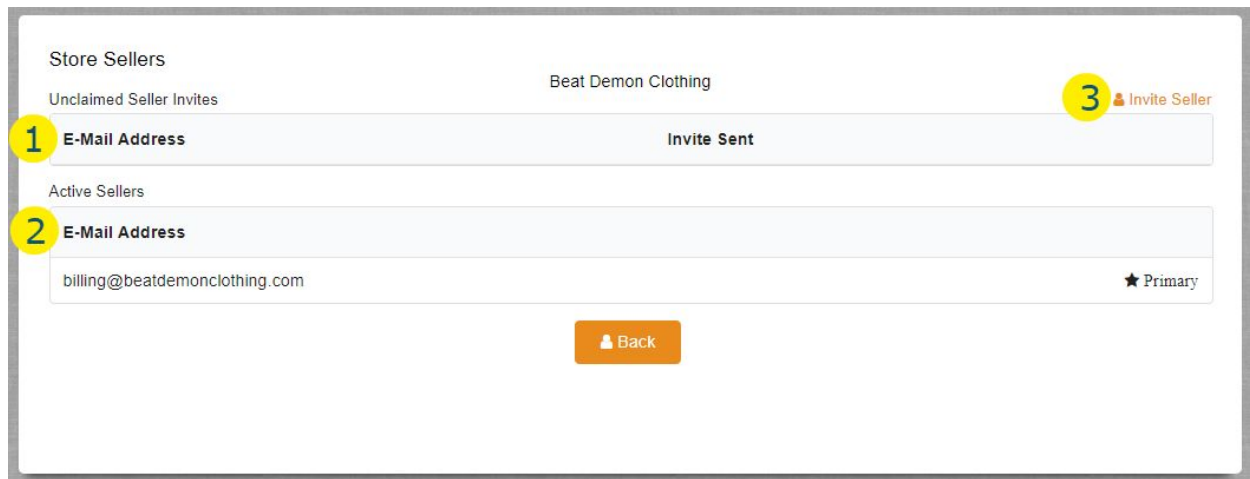 Store Sellers
Beat Demon Clothing
Unclaimed Seller Invites
3 Invite Seller
1 E-Mail Address Invite Sent
Active Sellers
2 E-Mail Address
billing@beatdemonclothing.com Primary
Back